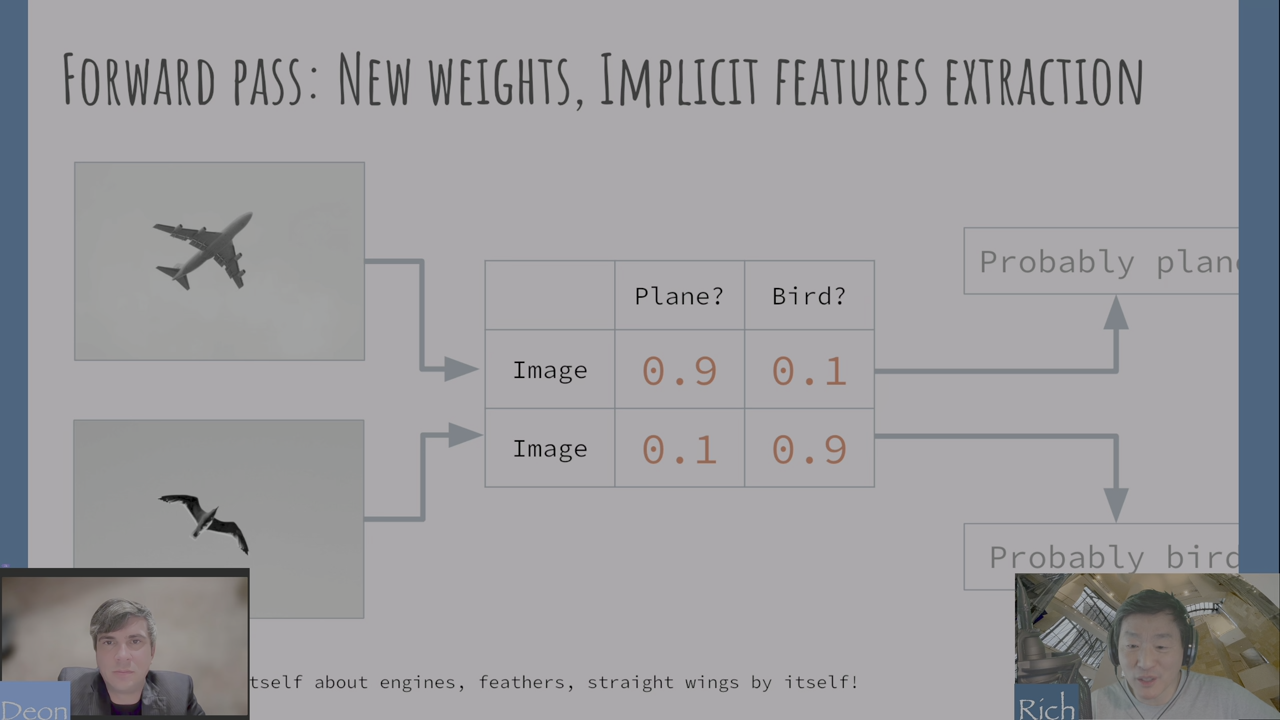 Forward pass: New weights, Implicit features extraction
Probably plane
Plane? Bird?
Image 0.9 0.1
Image 0.1 0.9
Probably bird
tself about engines, feathers, straight wings by itself!
Deon
Rich